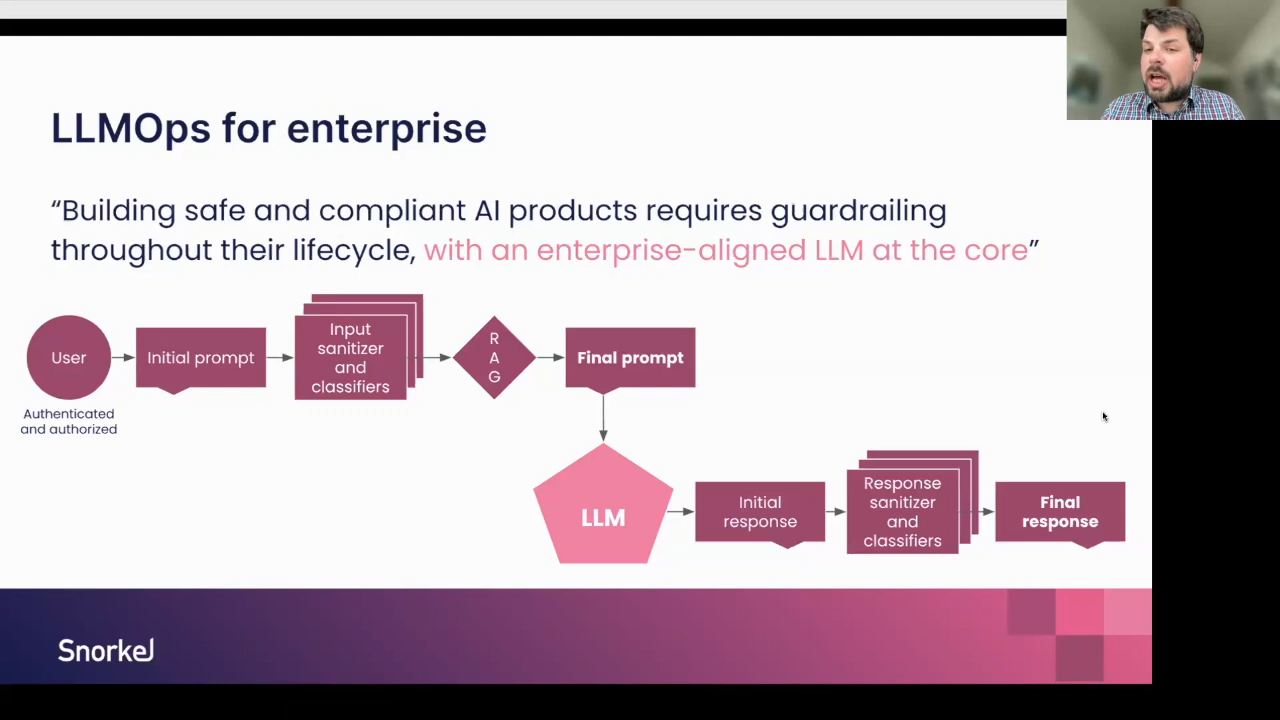 LLMOps for enterprise
“Building safe and compliant AI products requires guardrailing
throughout their lifecycle, with an enterprise-aligned LLM at the core”
User
Authenticated
and authorized
Initial prompt
Input
sanitizer
and
classifiers
R
A
G
Final prompt
LLM
Initial
response
Response
sanitizer
and
classifiers
Final
response
Snorkel